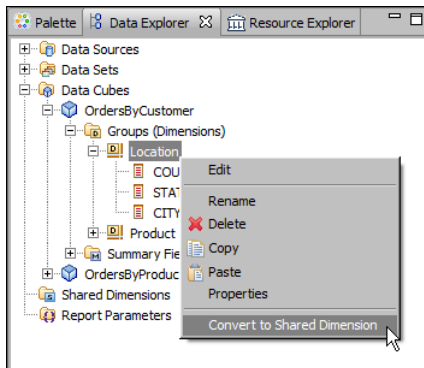 Palette Data Explorer Resource Explorer
Data Sources
Data Sets
Data Cubes
OrdersByCustomer
Groups (Dimensions)
Location
COU
STAT
CITY
Product
Summary Fie
OrdersByProduc
Shared Dimensions
Report Parameters
Edit
Rename
Delete
Copy
Paste
Properties
Convert to Shared Dimension